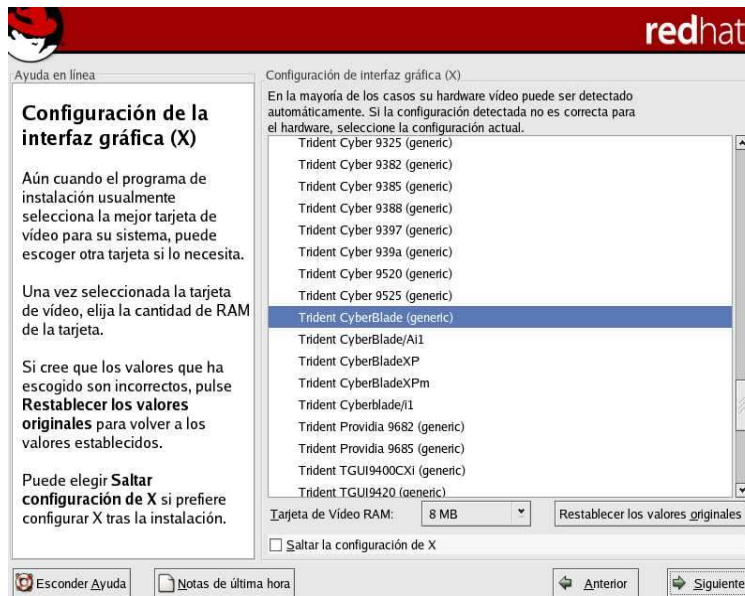 redhat
Ayuda en línea
Configuración de la
interfaz gráfica (X)
Aún cuando el programa de
instalación usualmente
selecciona la mejor tarjeta de
vídeo para su sistema, puede
escoger otra tarjeta si lo necesita.
Una vez seleccionada la tarjeta
de vídeo, elija la cantidad de RAM
de la tarjeta.
Si cree que los valores que ha
escogido son incorrectos, pulse
Restablecer los valores
originales para volver a los
valores establecidos.
Puede elegir Saltar
configuración de X si prefiere
configurar X tras la instalación.
Configuración de interfaz gráfica (X)
En la mayoría de los casos su hardware vídeo puede ser detectado
automáticamente. Si la configuración detectada no es correcta para
el hardware, seleccione la configuración actual.
Trident Cyber 9325 (generic)
Trident Cyber 9382 (generic)
Trident Cyber 9385 (generic)
Trident Cyber 9388 (generic)
Trident Cyber 9397 (generic)
Trident Cyber 939a (generic)
Trident Cyber 9520 (generic)
Trident Cyber 9525 (generic)
Trident CyberBlade (generic)
Trident CyberBlade/Ai1
Trident CyberBladeXP
Trident CyberBladeXPm
Trident Cyberblade/i1
Trident Providia 9682 (generic)
Trident Providia 9685 (generic)
Trident TGUI9400CXi (generic)
Trident TGUI9420 (generic)
Tarjeta de Vídeo RAM: 8 MB Restablecer los valores originales
Saltar la configuración de X
Esconder Ayuda Notas de última hora Anterior Siguiente